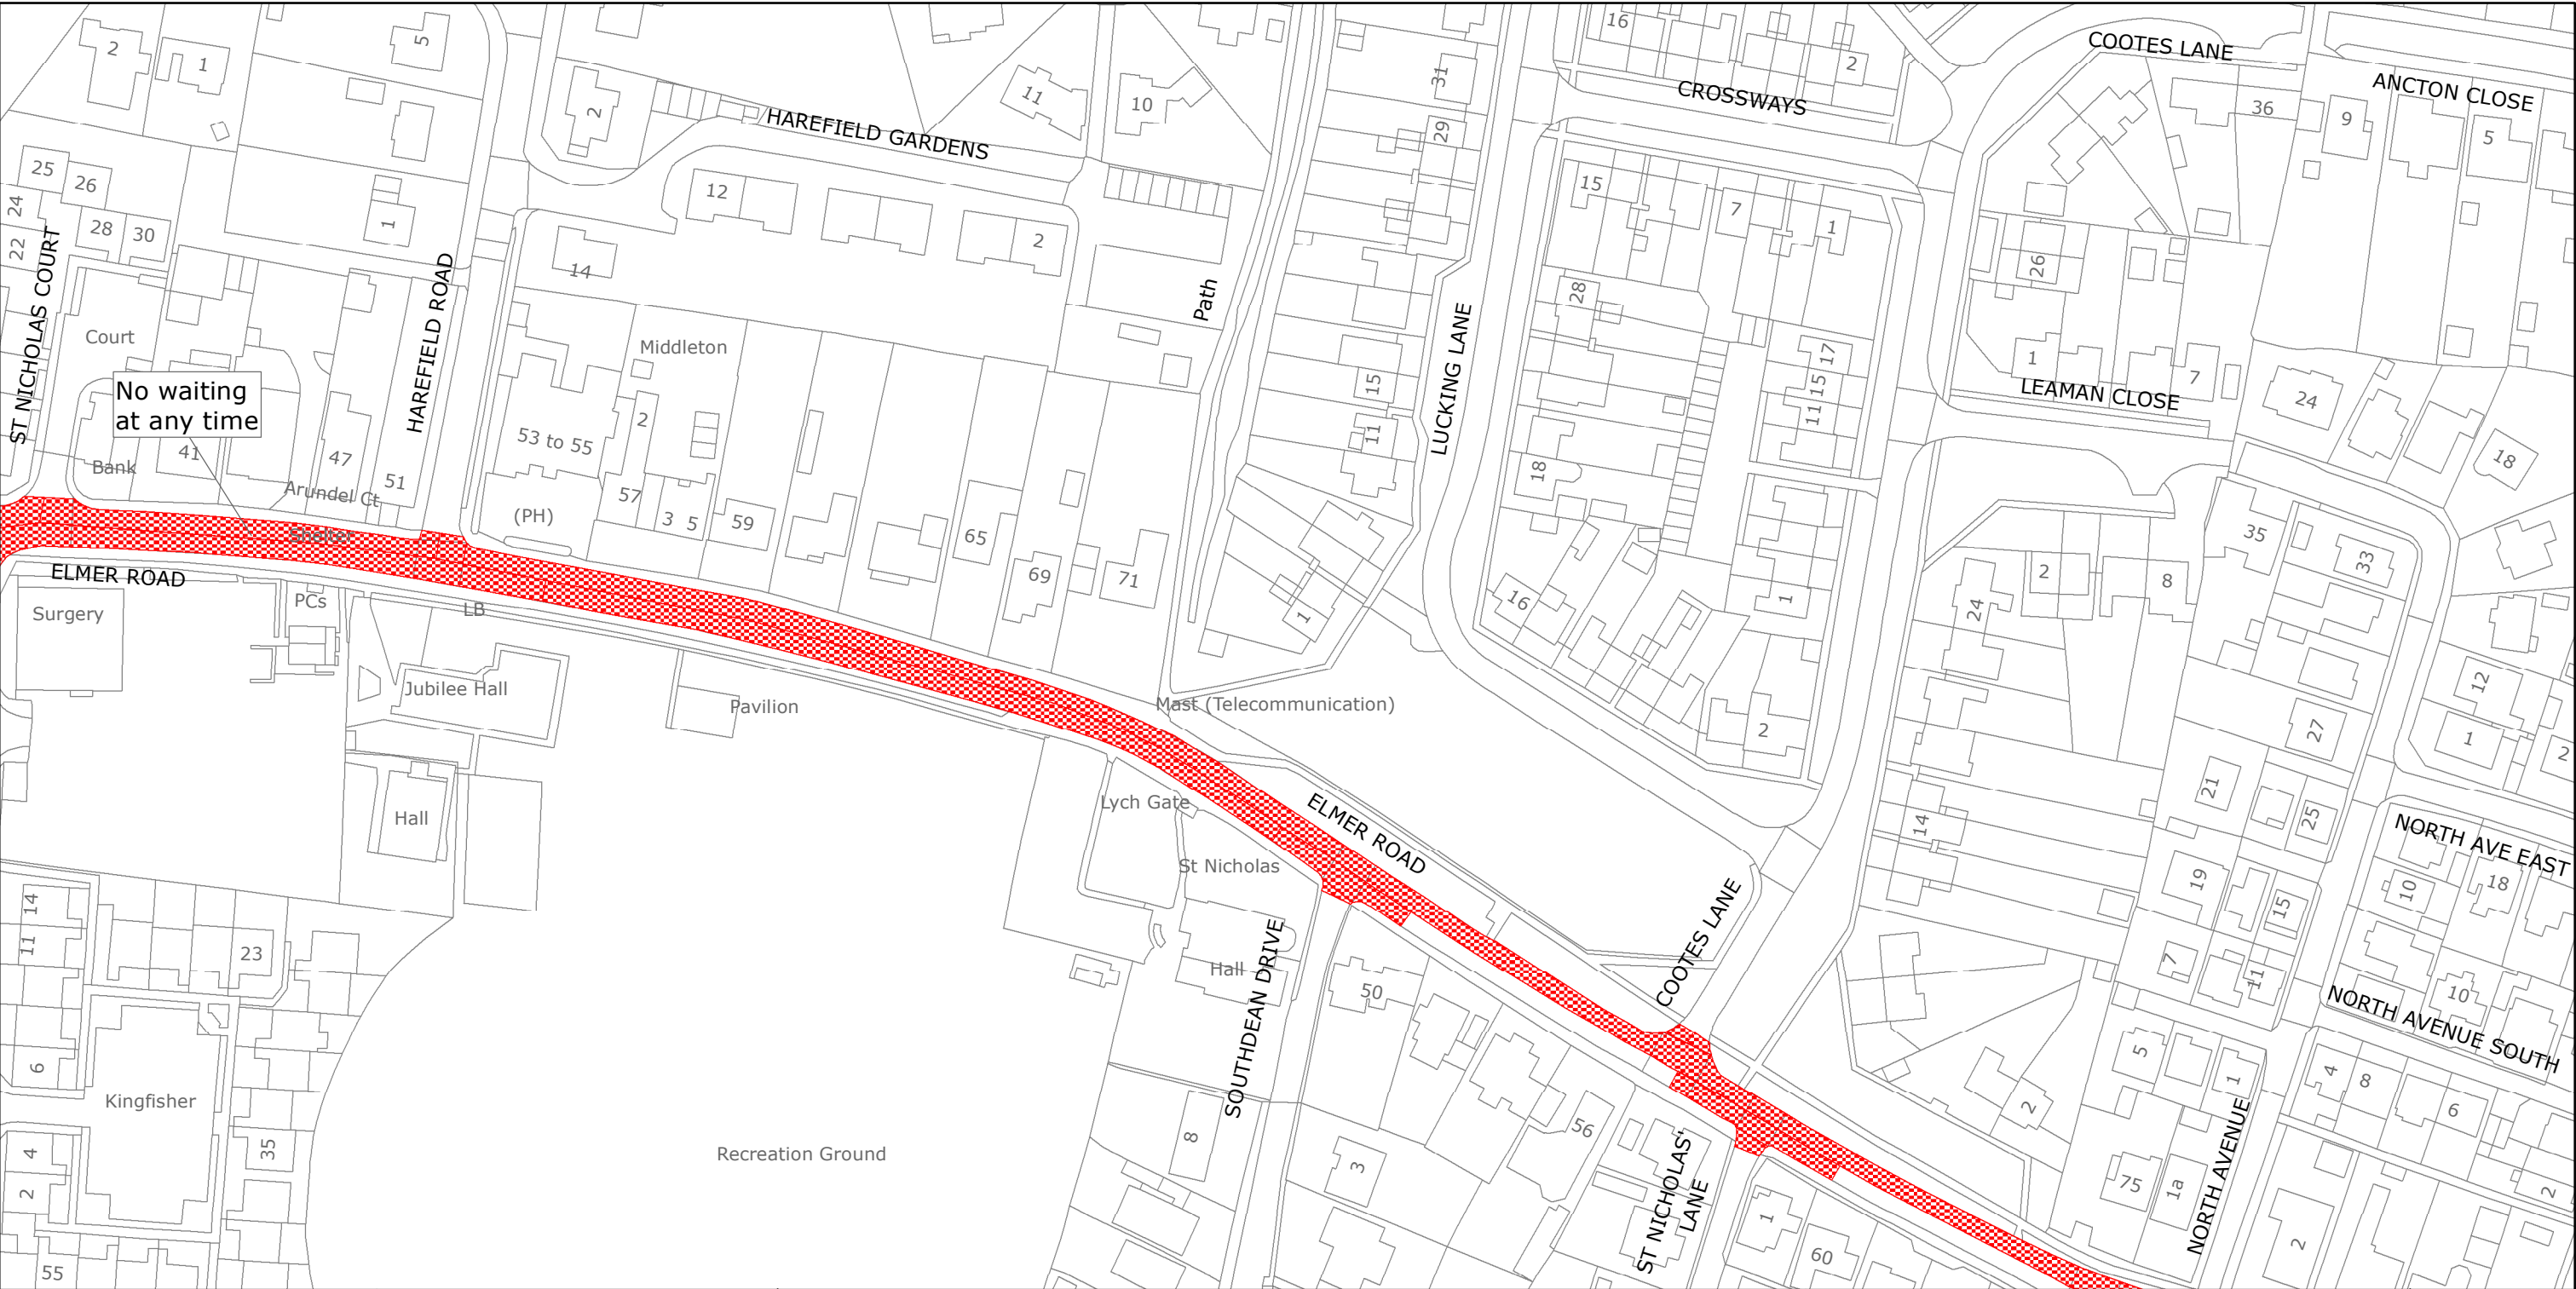 16
2
COOTES LANE
2
1
5
31
CROSSWAYS
ANCTON CLOSE
36
9
5
2
HAREFIELD GARDENS
11
10
29
25
26
24
28
30
22
1
12
2
14
15
7
1
26
28
ST NICHOLAS COURT
HAREFIELD ROAD
Path
LUCKING LANE
Court
Middleton
No waiting
at any time
41
Bank
47
51
Arundel Ct
Shelter
53 to 55
2
57
3
5
59
(PH)
65
69
71
15
11
1
18
16
17
15
11
1
2
1
7
LEAMAN CLOSE
24
18
35
33
2
8
24
12
1
2
27
21
25
14
19
15
7
11
NORTH AVE EAST
10
18
10
NORTH AVENUE SOUTH
ELMER ROAD
Surgery
PCs
LB
Jubilee Hall
Pavilion
Hall
Mast (Telecommunication)
Lych Gate
ELMER ROAD
St Nicholas
Hall
SOUTHDEAN DRIVE
COOTES LANE
14
11
23
6
Kingfisher
4
2
35
55
Recreation Ground
8
50
3
56
ST NICHOLAS'
LANE
1
60
2
5
1
75
1a
NORTH AVENUE
4
8
6
2
2